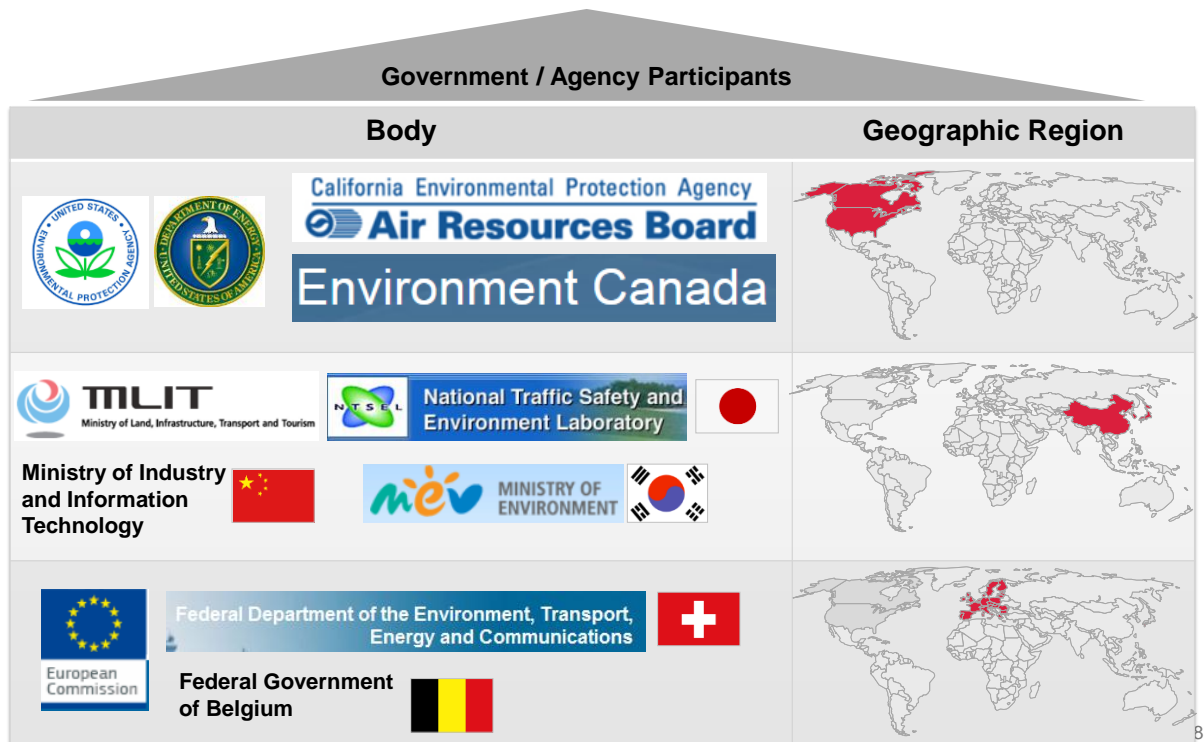 Government / Agency Participants
Body
Geographic Region
UNITED STATES
ENVIRONMENTAL PROTECTION AGENCY
DEPARTMENT OF ENERGY
UNITED STATES OF AMERICA
California Environmental Protection Agency
Air Resources Board
Environment Canada
MLIT
Ministry of Land, Infrastructure, Transport and Tourism
NTSEL
National Traffic Safety and
Environment Laboratory
Ministry of Industry
and Information
Technology
mev
MINISTRY OF
ENVIRONMENT
European
Commission
Federal Department of the Environment, Transport,
Energy and Communications
Federal Government
of Belgium